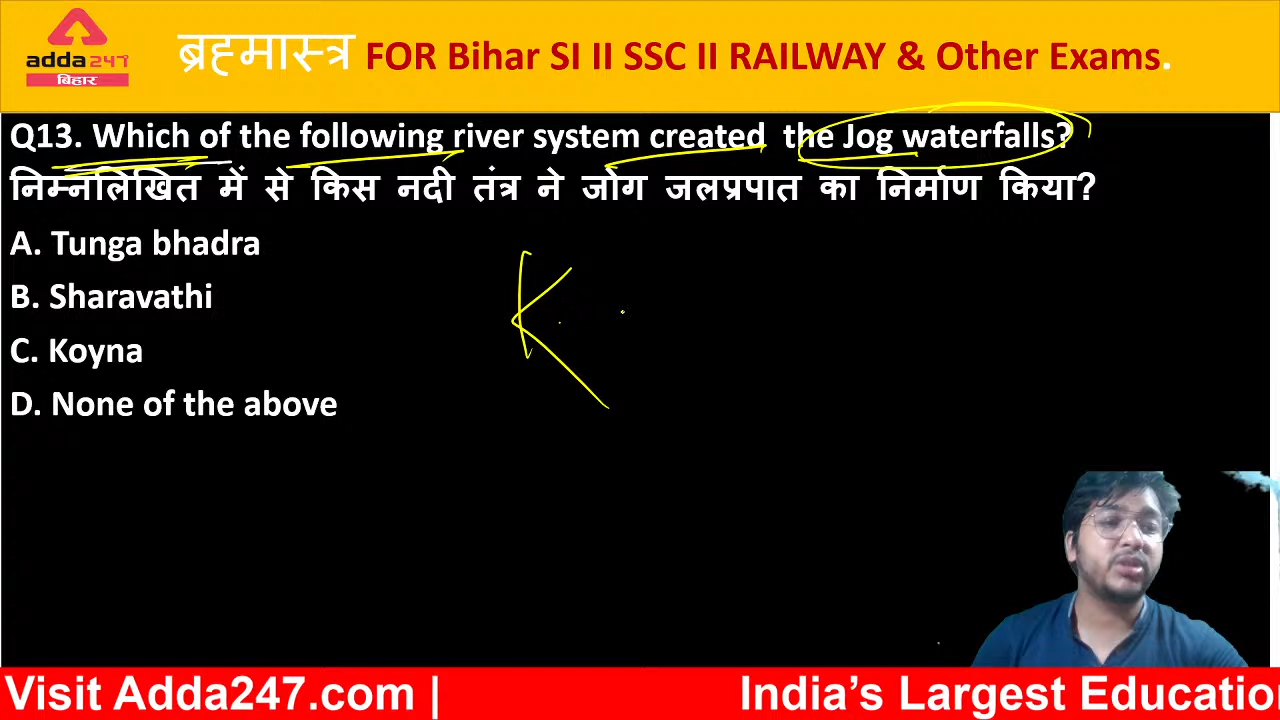 adda247
बिहार
ब्रह्मास्त्र FOR Bihar SI II SSC II RAILWAY & Other Exams.
Q13. Which of the following river system created the Jog waterfalls?
निम्नलिखित में से किस नदी तंत्र ने जोग जलप्रपात का निर्माण किया?
A. Tunga bhadra
B. Sharavathi
C. Koyna
D. None of the above
K
Visit Adda247.com | India's Largest Educatio